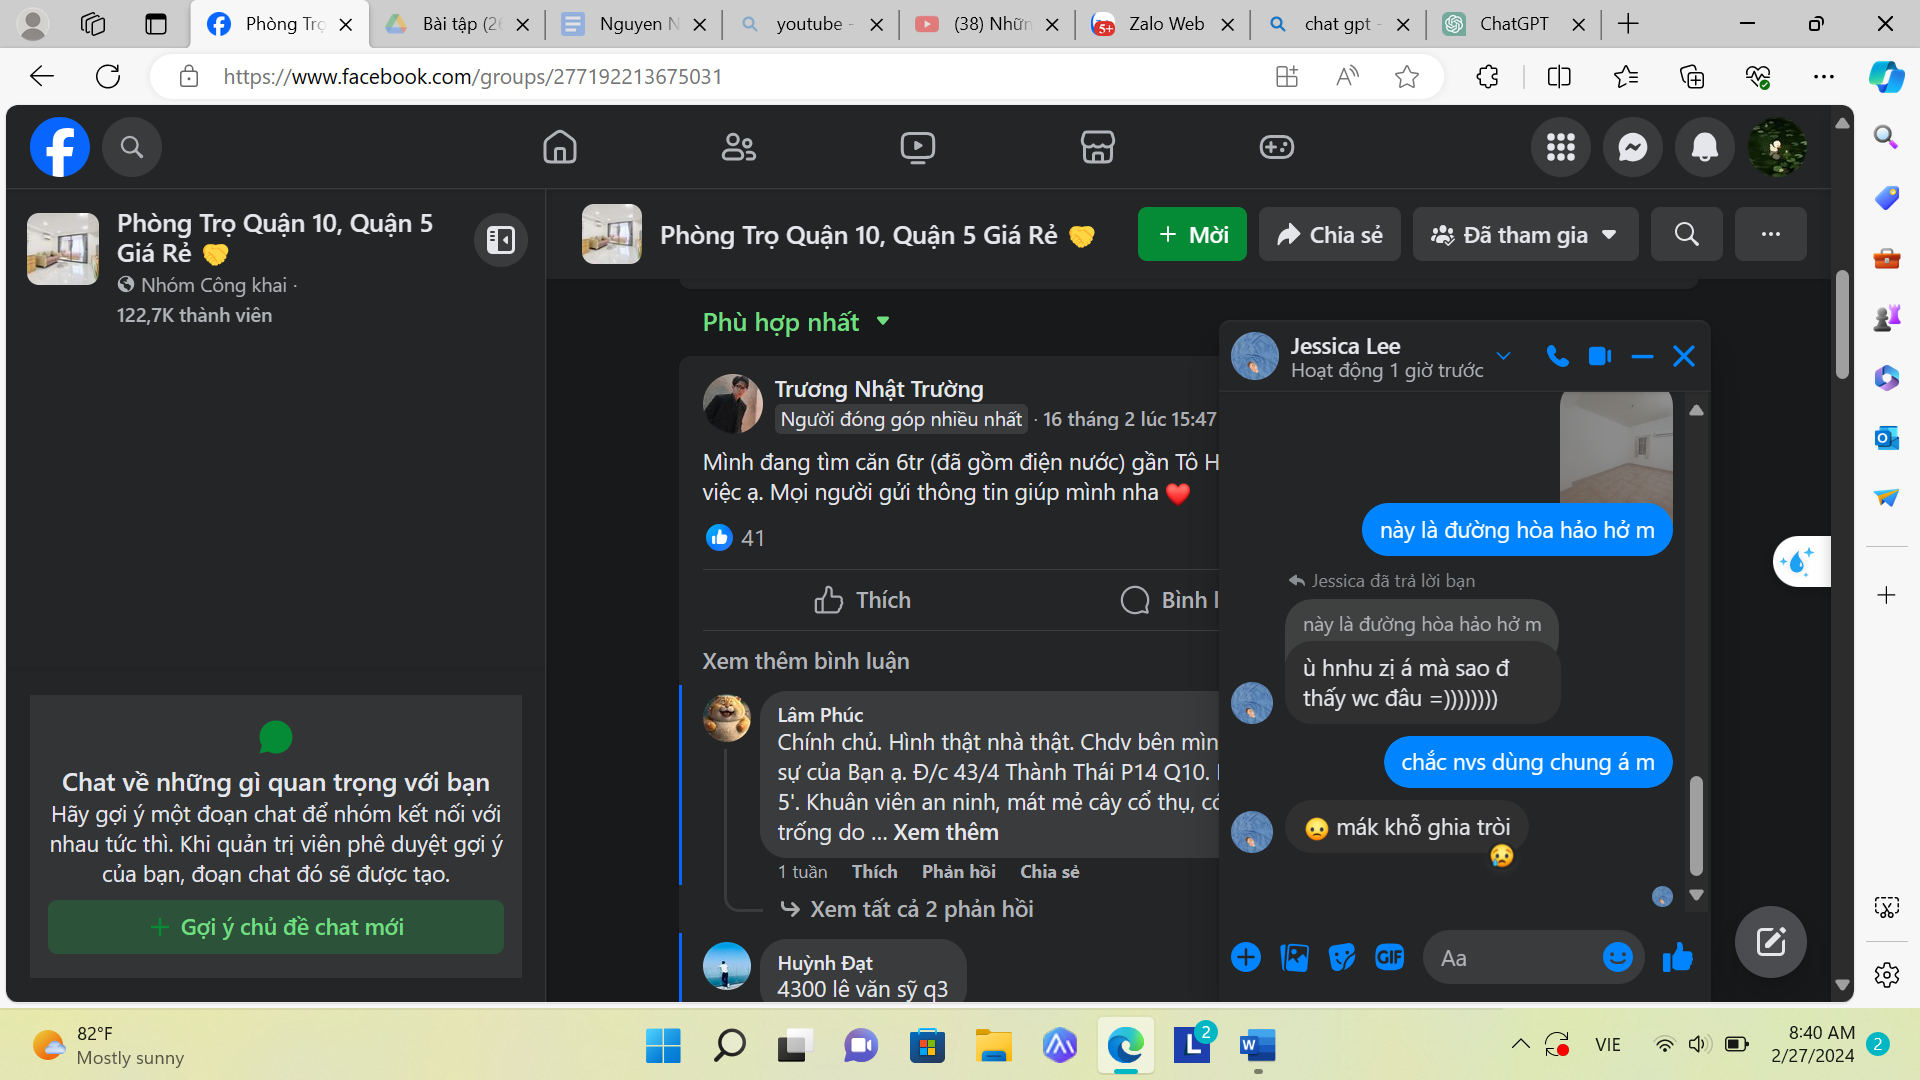 Phòng Trọ
Bài tập (26
Nguyen N
youtube -
(38) Nhữn
Zalo Web
chat gpt -
ChatGPT
https://www.facebook.com/groups/277192213675031
Phòng Trọ Quận 10, Quận 5
Giá Rẻ 🤝
Nhóm Công khai ·
122,7K thành viên
Phòng Trọ Quận 10, Quận 5 Giá Rẻ 🤝
+ Mời
Chia sẻ
Đã tham gia
Phù hợp nhất
Trương Nhật Trường
Người đóng góp nhiều nhất · 16 tháng 2 lúc 15:47
Mình đang tìm căn 6tr (đã gồm điện nước) gần Tô H
việc ạ. Mọi người gửi thông tin giúp mình nha ❤️
41
Thích
Bình l
Xem thêm bình luận
Lâm Phúc
Chính chủ. Hình thật nhà thật. Chdv bên mìn
sự của Bạn ạ. Đ/c 43/4 Thành Thái P14 Q10.
5'. Khuân viên an ninh, mát mẻ cây cổ thụ, có
trống do ... Xem thêm
1 tuần Thích Phản hồi Chia sẻ
Xem tất cả 2 phản hồi
Huỳnh Đạt
4300 lê văn sỹ q3
Chat về những gì quan trọng với bạn
Hãy gợi ý một đoạn chat để nhóm kết nối với
nhau tức thì. Khi quản trị viên phê duyệt gợi ý
của bạn, đoạn chat đó sẽ được tạo.
+ Gợi ý chủ đề chat mới
Jessica Lee
Hoạt động 1 giờ trước
này là đường hòa hảo hở m
Jessica đã trả lời bạn
này là đường hòa hảo hở m
ù hnhu zị á mà sao đ
thấy wc đâu =))))))))
chắc nvs dùng chung á m
😟 mák khỗ ghia tròi
😢
GIF
Aa
82°F
Mostly sunny
2
VIE
8:40 AM
2/27/2024
2